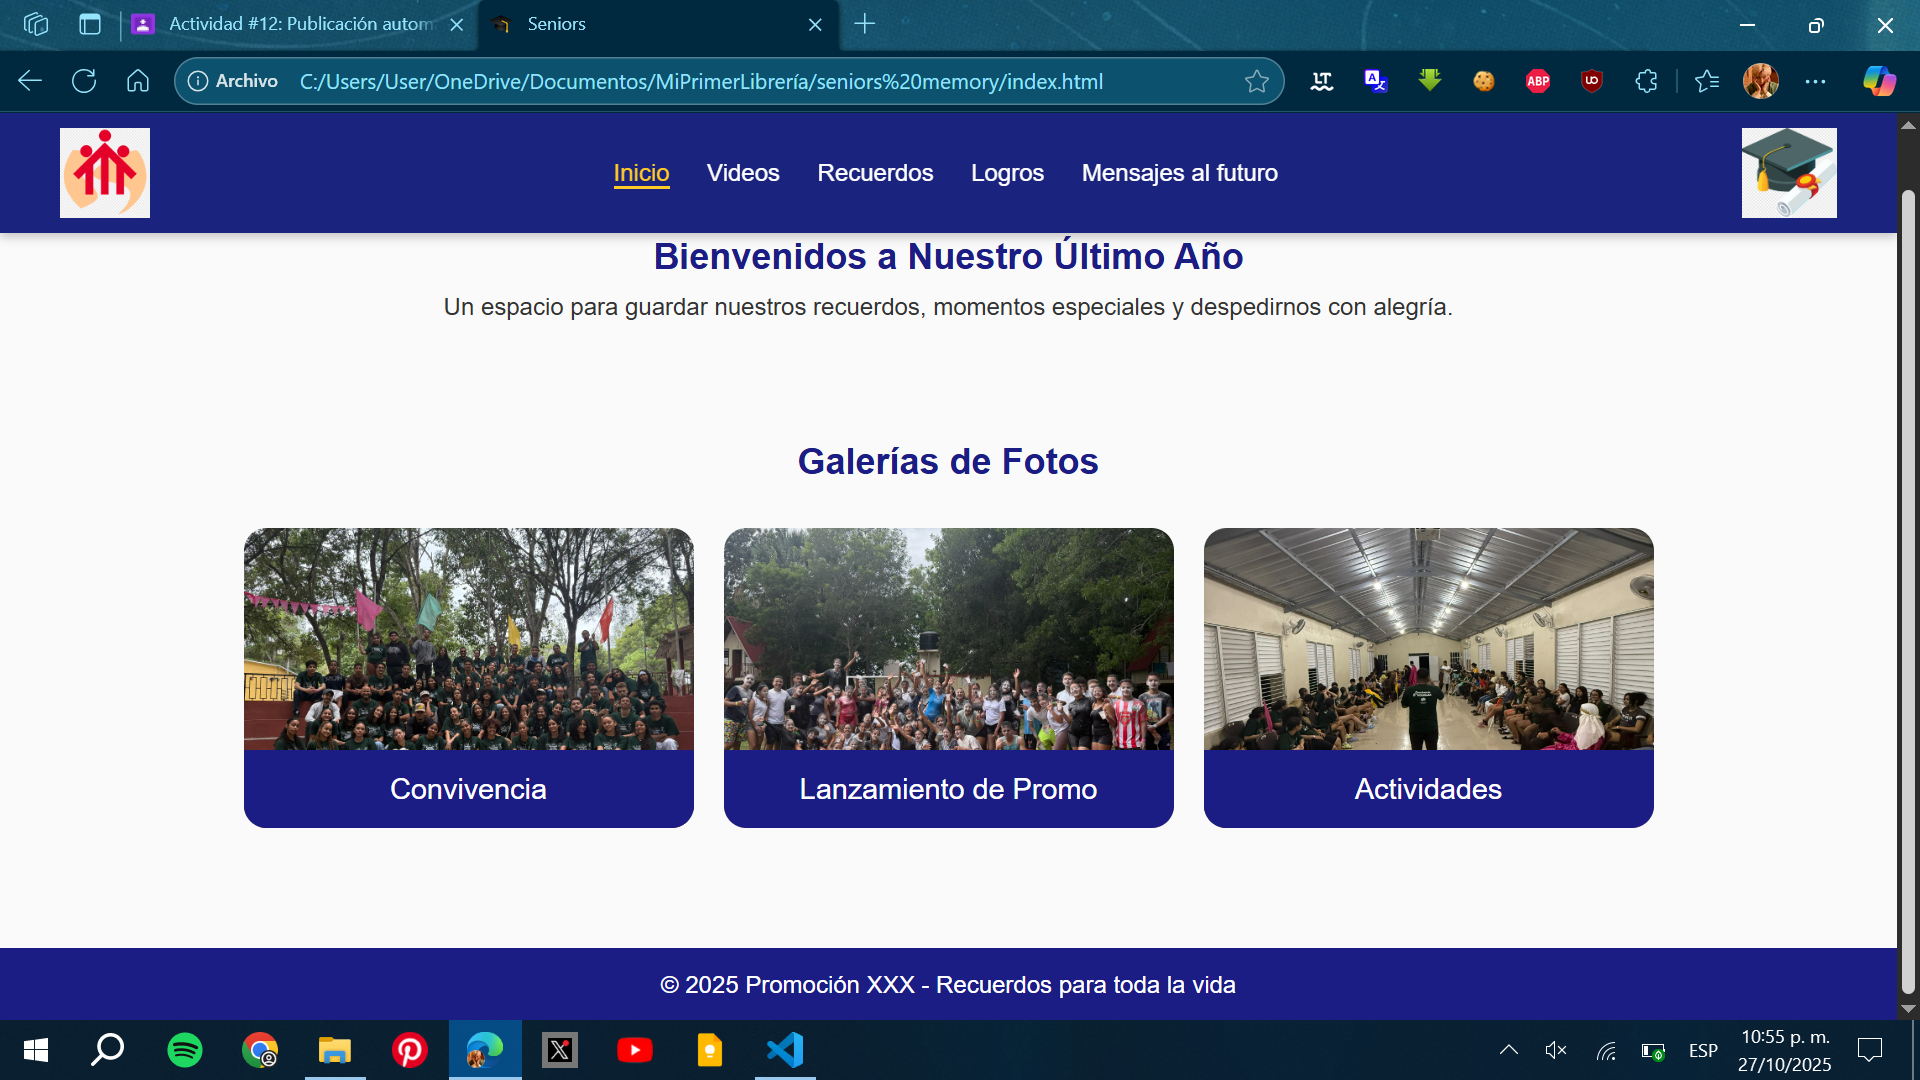 Actividad #12: Publicación autom
Seniors
Archivo
C:/Users/User/OneDrive/Documentos/MiPrimerLibrería/seniors%20memory/index.html
LT
ABP
Inicio
Videos
Recuerdos
Logros
Mensajes al futuro
Bienvenidos a Nuestro Último Año
Un espacio para guardar nuestros recuerdos, momentos especiales y despedirnos con alegría.
Galerías de Fotos
Convivencia
Lanzamiento de Promo
Actividades
© 2025 Promoción XXX - Recuerdos para toda la vida
ESP
10:55 p. m.
27/10/2025